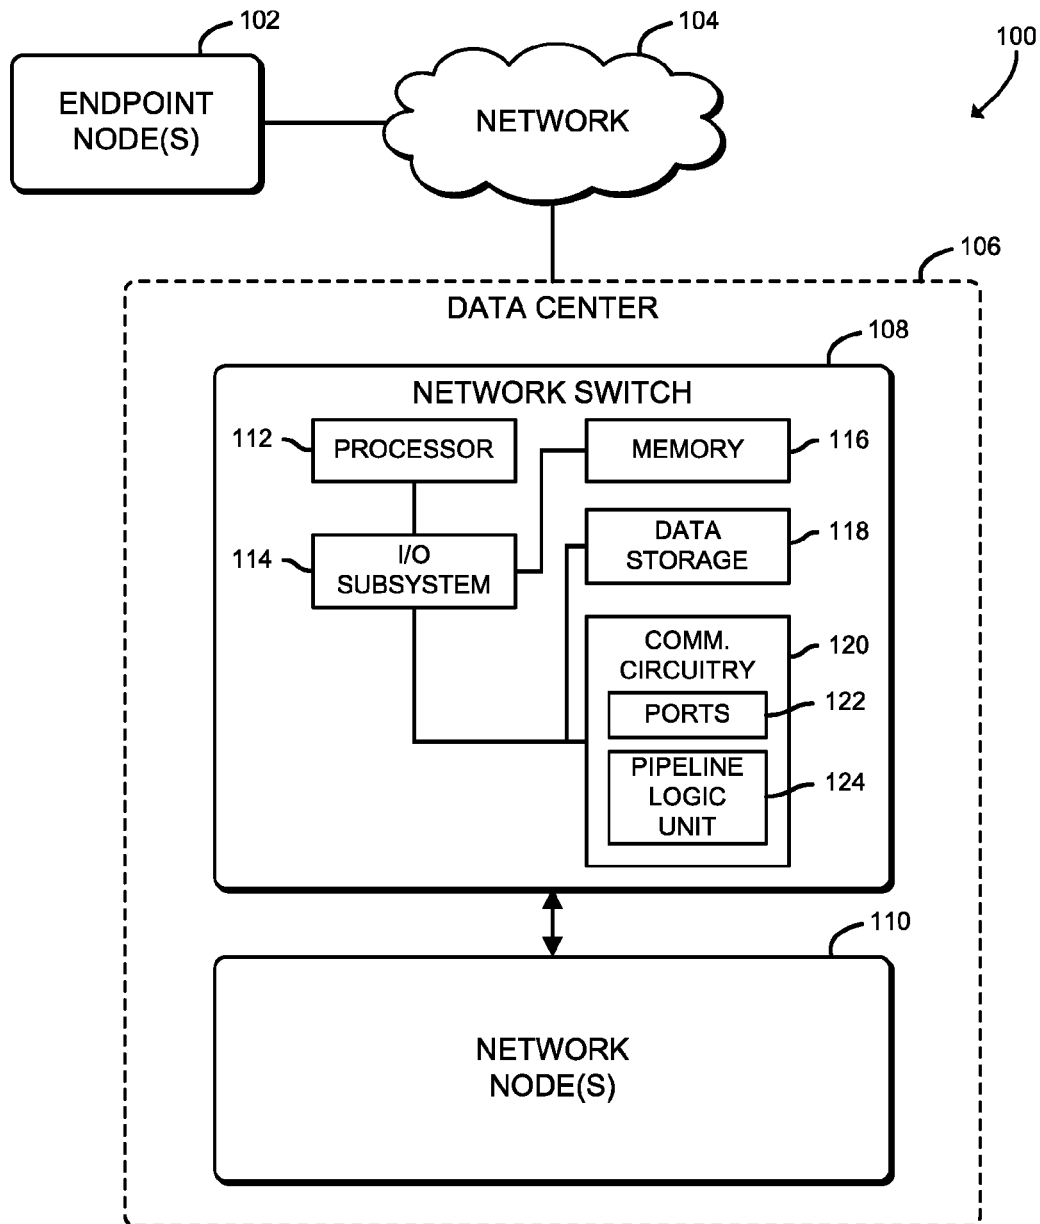 102
104
100
ENDPOINT
NODE(S)
NETWORK
106
DATA CENTER
108
NETWORK SWITCH
112
PROCESSOR
MEMORY
116
114
I/O
SUBSYSTEM
DATA
STORAGE
118
COMM.
CIRCUITRY
120
PORTS
122
PIPELINE
LOGIC
UNIT
124
110
NETWORK
NODE(S)